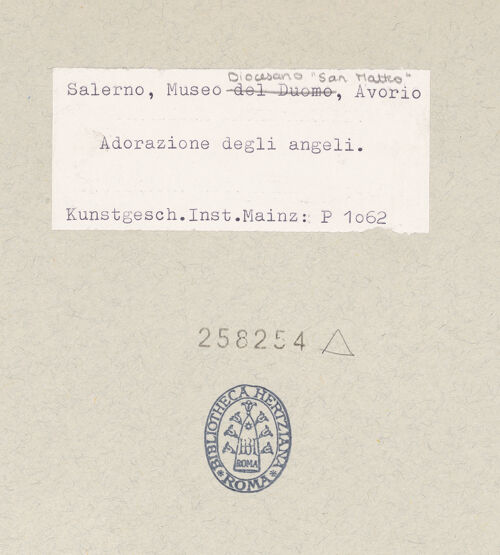 Diocesano "San Matteo"
Salerno, Museo del Duomo, Avorio
Adorazione degli angeli.
Kunstgesch.Inst.Mainz: P 1062
258254
BIBLIOTHECA HERTZIANA
ROMA
ROMA